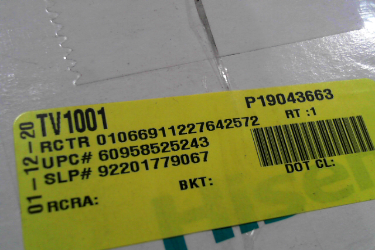 01-12-20
TV1001
P19043663
RCTR 01066911227642572
RT :1
UPC# 60958525243
SLP# 92201779067
BKT:
DOT CL:
RCRA: